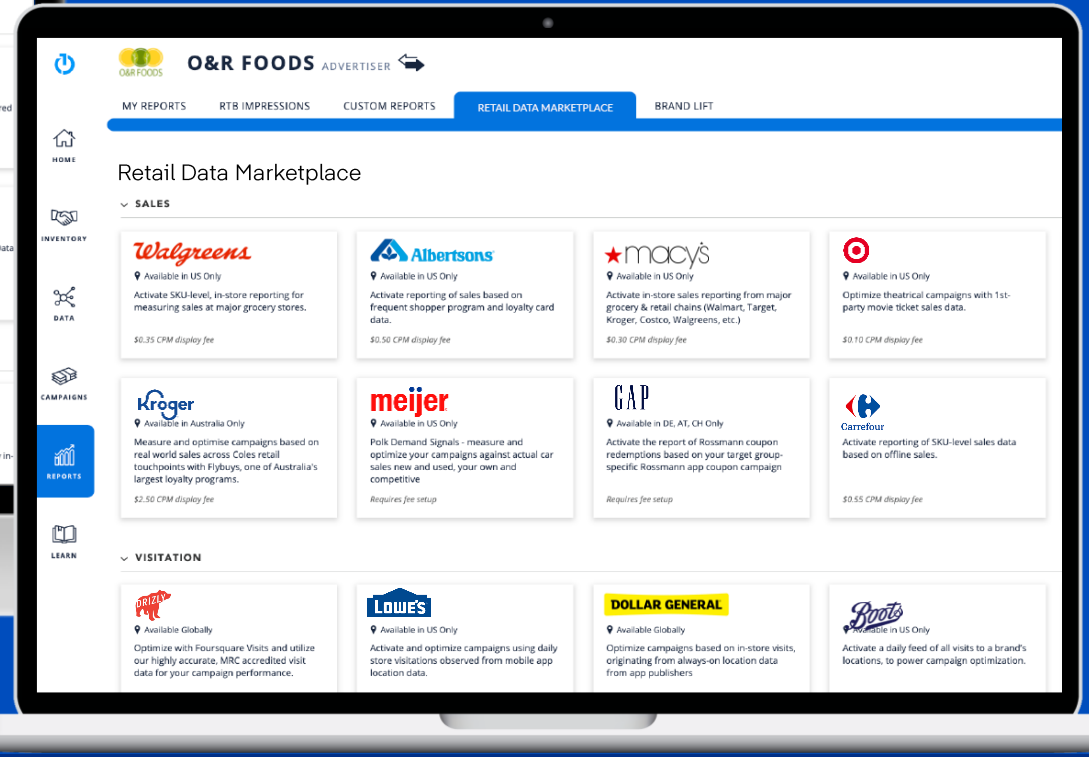 O&R FOODS
O&R FOODS ADVERTISER
MY REPORTS
RTB IMPRESSIONS
CUSTOM REPORTS
RETAIL DATA MARKETPLACE
BRAND LIFT
red
HOME
INVENTORY
ata
DATA
CAMPAIGNS
REPORTS
in-
LEARN
Retail Data Marketplace
SALES
Walgreens
Available in US Only
Activate SKU-level, in-store reporting for
measuring sales at major grocery stores.
$0.35 CPM display fee
Albertsons
Available in US Only
Activate reporting of sales based on
frequent shopper program and loyalty card
data.
$0.50 CPM display fee
macy's
Available in US Only
Activate in-store sales reporting from major
grocery & retail chains (Walmart, Target,
Kroger, Costco, Walgreens, etc.)
$0.30 CPM display fee
Available in US Only
Optimize theatrical campaigns with 1st-
party movie ticket sales data.
$0.10 CPM display fee
Kroger
Available in Australia Only
Measure and optimise campaigns based on
real world sales across Coles retail
touchpoints with Flybuys, one of Australia's
largest loyalty programs.
$2.50 CPM display fee
meijer
Available in US Only
Polk Demand Signals - measure and
optimize your campaigns against actual car
sales new and used, your own and
competitive
Requires fee setup
GAP
Available in DE, AT, CH Only
Activate the report of Rossmann coupon
redemptions based on your target group-
specific Rossmann app coupon campaign
Requires fee setup
Carrefour
Activate reporting of SKU-level sales data
based on offline sales.
$0.55 CPM display fee
VISITATION
DRIZLY
Available Globally
Optimize with Foursquare Visits and utilize
our highly accurate, MRC accredited visit
data for your campaign performance.
LOWE'S
Available in US Only
Activate and optimize campaigns using daily
store visitations observed from mobile app
location data.
DOLLAR GENERAL
Available Globally
Optimize campaigns based on in-store visits,
originating from always-on location data
from app publishers
Boots
Available in US Only
Activate a daily feed of all visits to a brand's
locations, to power campaign optimization.